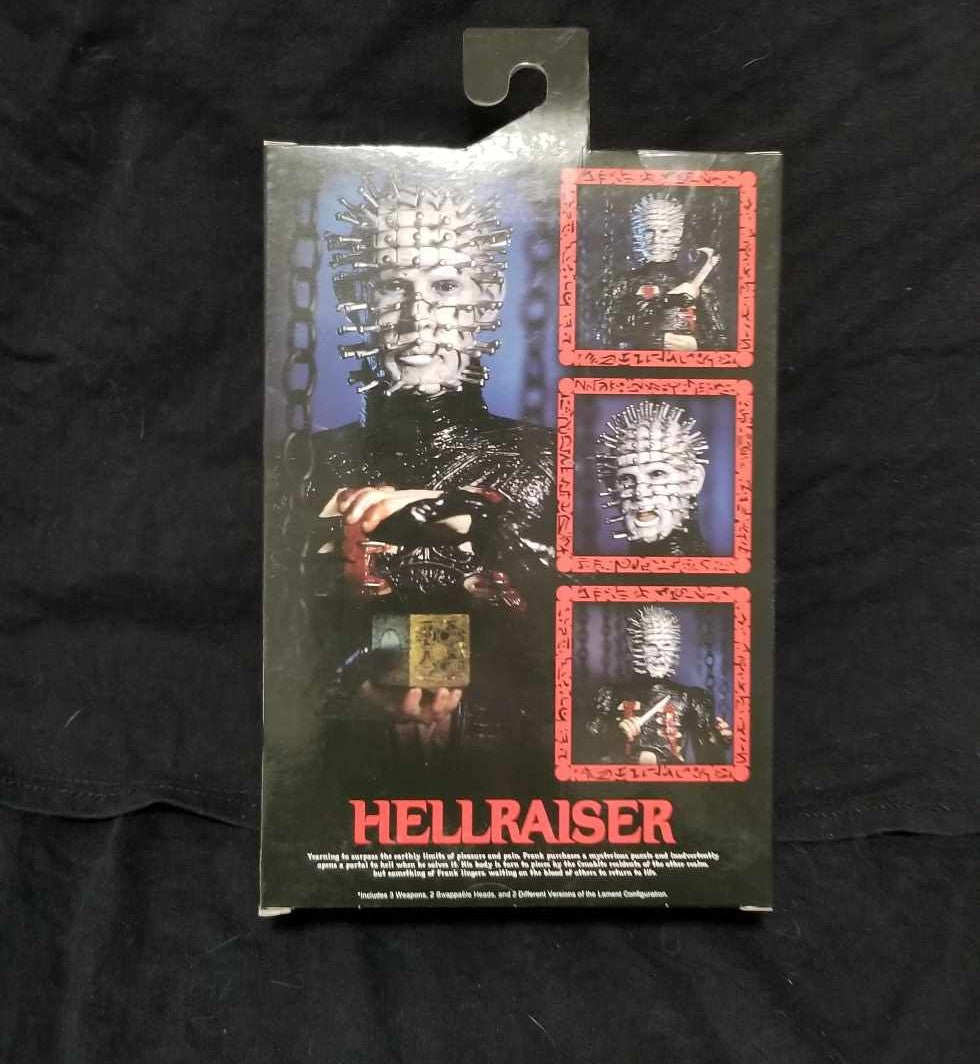 HELLRAISER
Yearning to surpass the earthly limits of pleasure and pain, Frank purchases a mysterious puzzle and inadvertently
opens a portal to hell when he solves it. His body is torn to pieces by the Cenobite residents of the other realm,
but something of Frank lingers, waiting on the blood of others to return to life.
*Includes 3 Weapons, 2 Swappable Heads, and 2 Different Versions of the Lament Configuration.